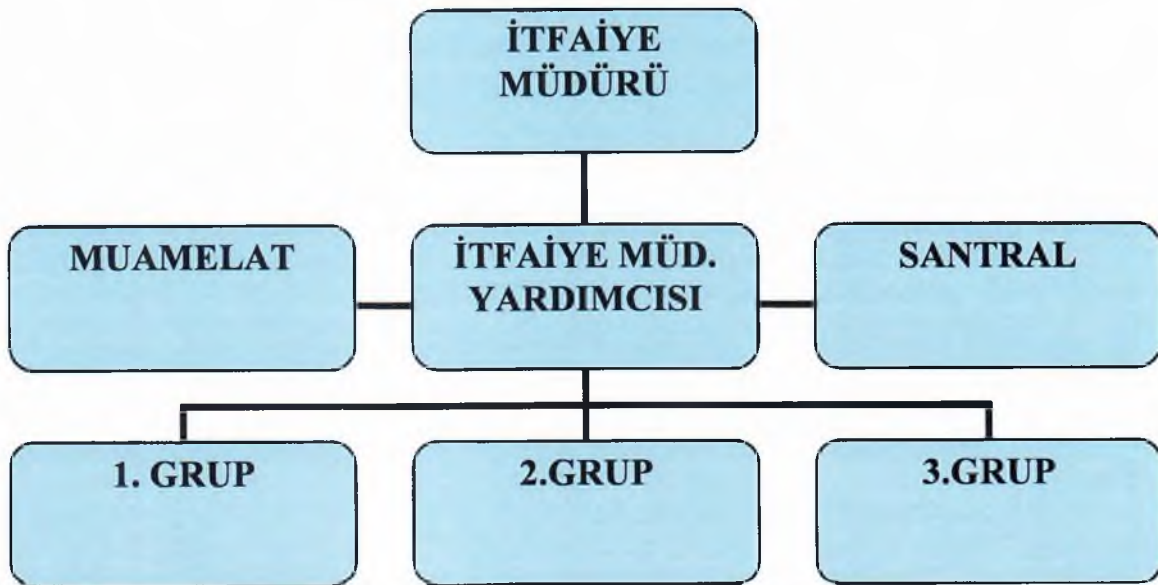 İTFAİYE
MÜDÜRÜ
MUAMELAT
İTFAİYE MÜD.
YARDIMCISI
SANTRAL
1. GRUP
2.GRUP
3.GRUP